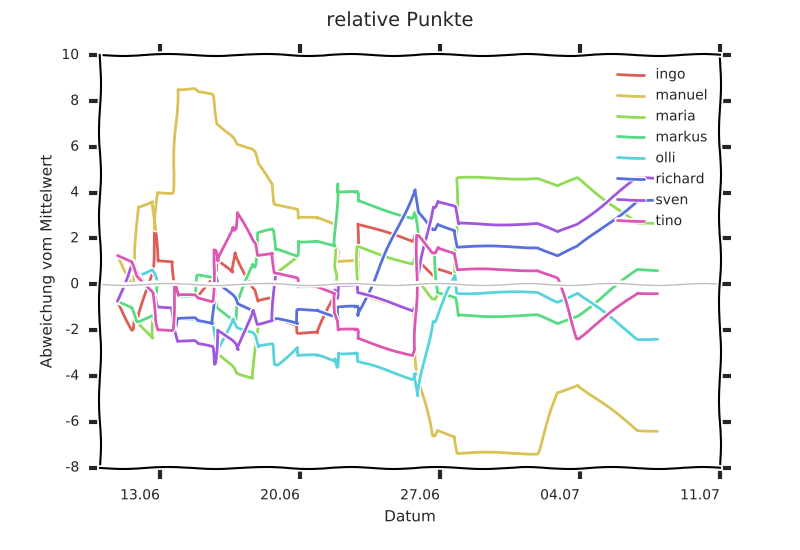 relative Punkte
10
8
6
4
2
0
-2
-4
-6
-8
Abweichung vom Mittelwert
ingo
manuel
maria
markus
olli
richard
sven
tino
13.06
20.06
27.06
04.07
11.07
Datum